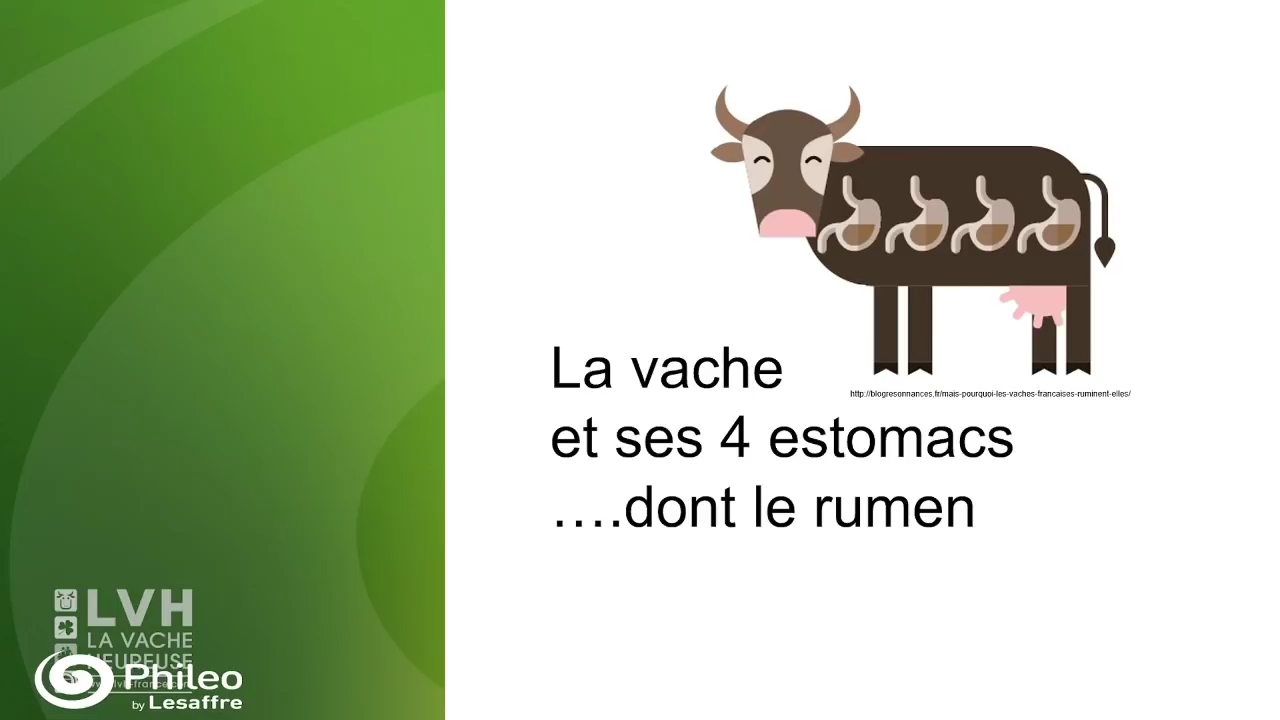 http://blogresonnances.fr/mais-pourquoi-les-vaches-francaises-ruminent-elles/
La vache
et ses 4 estomacs
….dont le rumen
LVH
LA VACHE
HEUREUSE
Phileo
by Lesaffre